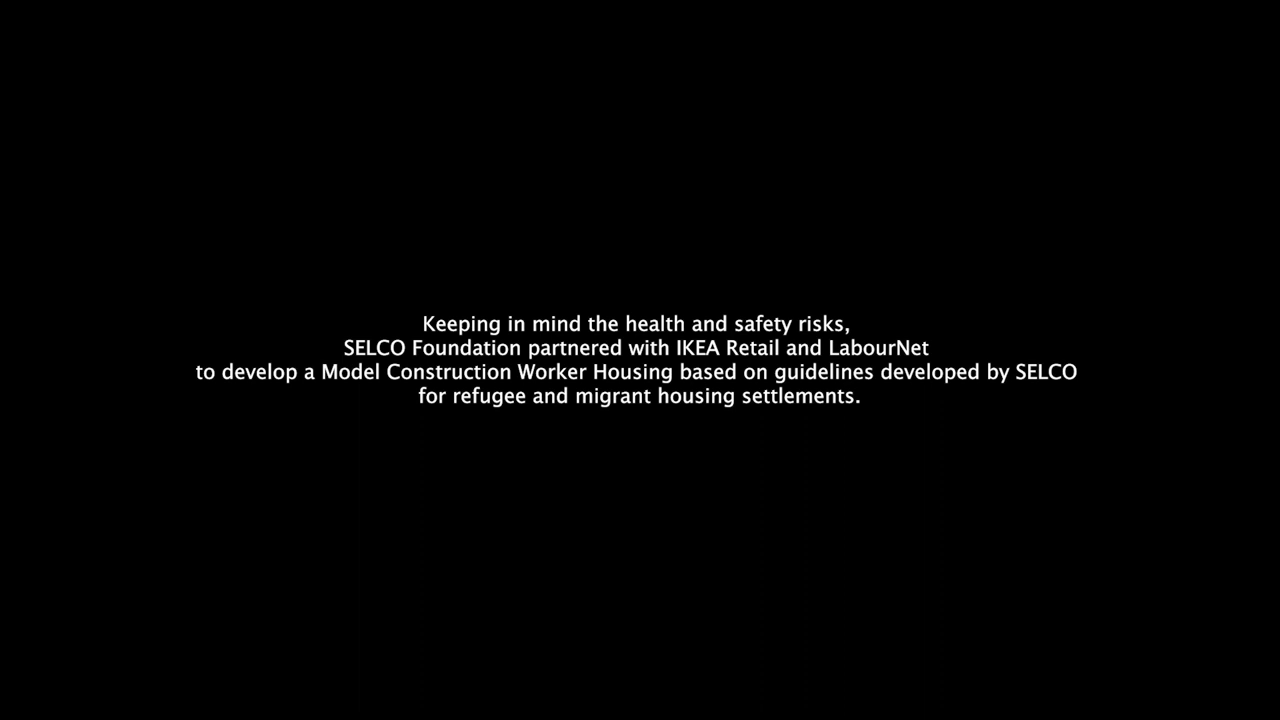 Keeping in mind the health and safety risks,
SELCO Foundation partnered with IKEA Retail and LabourNet
to develop a Model Construction Worker Housing based on guidelines developed by SELCO
for refugee and migrant housing settlements.